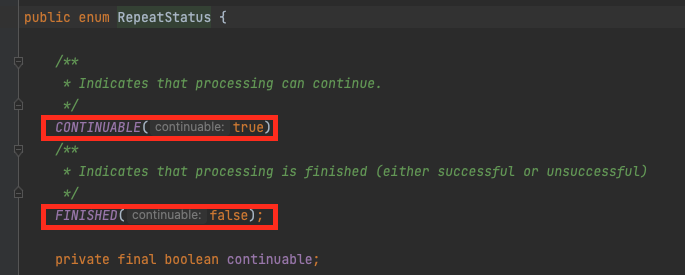 public enum RepeatStatus {
/**
* Indicates that processing can continue.
*/
CONTINUABLE( continuable: true)
/**
* Indicates that processing is finished (either successful or unsuccessful)
*/
FINISHED( continuable: false);
private final boolean continuable;